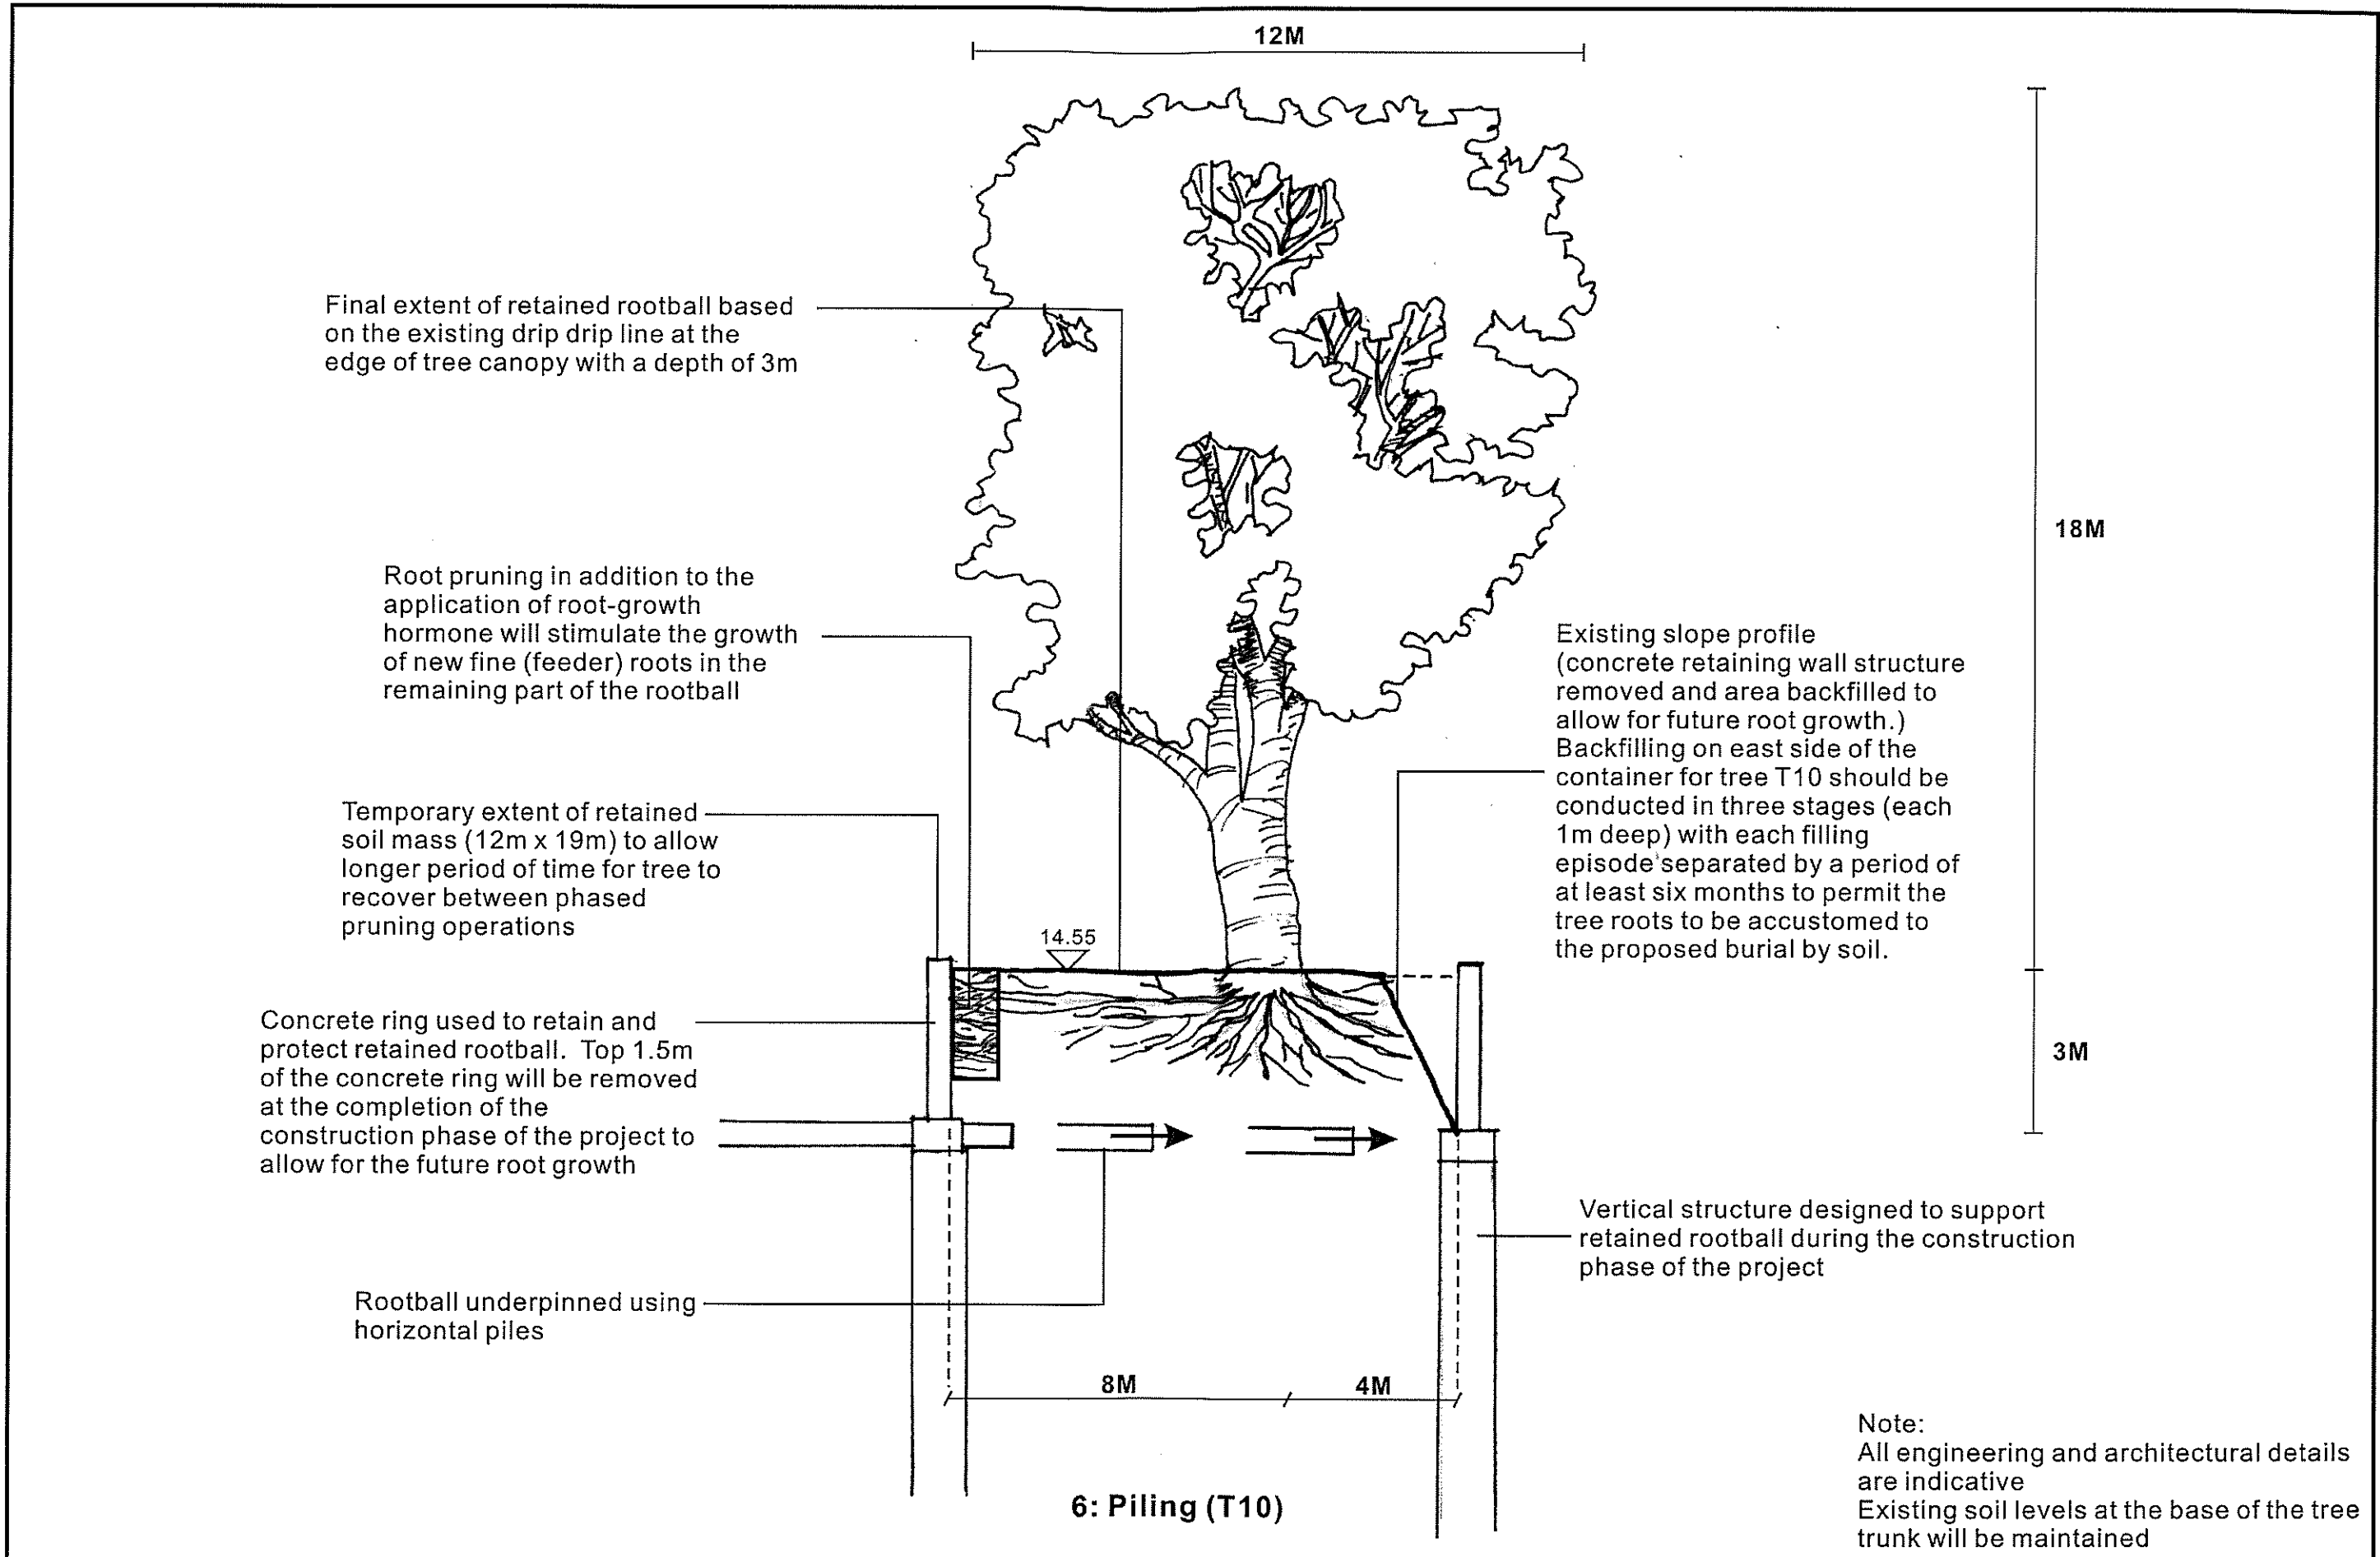 12M
Final extent of retained rootball based
on the existing drip drip line at the
edge of tree canopy with a depth of 3m
18M
Root pruning in addition to the
application of root-growth
hormone will stimulate the growth
of new fine (feeder) roots in the
remaining part of the rootball
Existing slope profile
(concrete retaining wall structure
removed and area backfilled to
allow for future root growth.)
Backfilling on east side of the
container for tree T10 should be
conducted in three stages (each
1m deep) with each filling
episode separated by a period of
at least six months to permit the
tree roots to be accustomed to
the proposed burial by soil.
Temporary extent of retained
soil mass (12m x 19m) to allow
longer period of time for tree to
recover between phased
pruning operations
14.55
Concrete ring used to retain and
protect retained rootball. Top 1.5m
of the concrete ring will be removed
at the completion of the
construction phase of the project to
allow for the future root growth
3M
Vertical structure designed to support
retained rootball during the construction
phase of the project
Rootball underpinned using
horizontal piles
8M
4M
6: Piling (T10)
Note:
All engineering and architectural details
are indicative
Existing soil levels at the base of the tree
trunk will be maintained